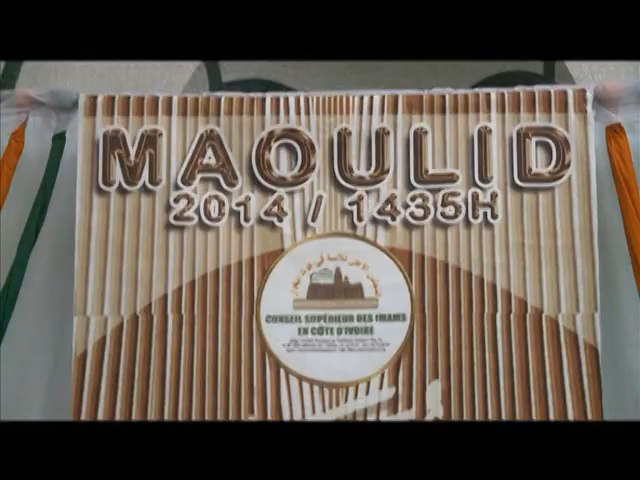 MAOULID
2014 / 1435H
CONSEIL SUPÉRIEUR DES IMAMS
EN CÔTE D'IVOIRE